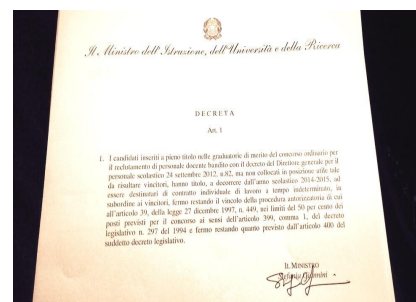 Il Ministro dell'Istruzione, dell'Università e della Ricerca
DECRETA
Art. 1
1. I candidati inseriti a pieno titolo nelle graduatorie di merito del concorso ordinario per
il reclutamento di personale docente bandito con il decreto del Direttore generale per il
personale scolastico 24 settembre 2012, n.82, ma non collocati in posizione utile tale
da risultare vincitori, hanno titolo, a decorrere dall'anno scolastico 2014-2015, ad
essere destinatari di contratto individuale di lavoro a tempo indeterminato, in
subordine ai vincitori, fermo restando il vincolo della procedura autorizzatoria di cui
all'articolo 39, della legge 27 dicembre 1997, n. 449, nei limiti del 50 per cento dei
posti previsti per il concorso ai sensi dell'articolo 399, comma 1, del decreto
legislativo n. 297 del 1994 e fermo restando quanto previsto dall'articolo 400 del
suddetto decreto legislativo.
IL MINISTRO
Stefania Giannini